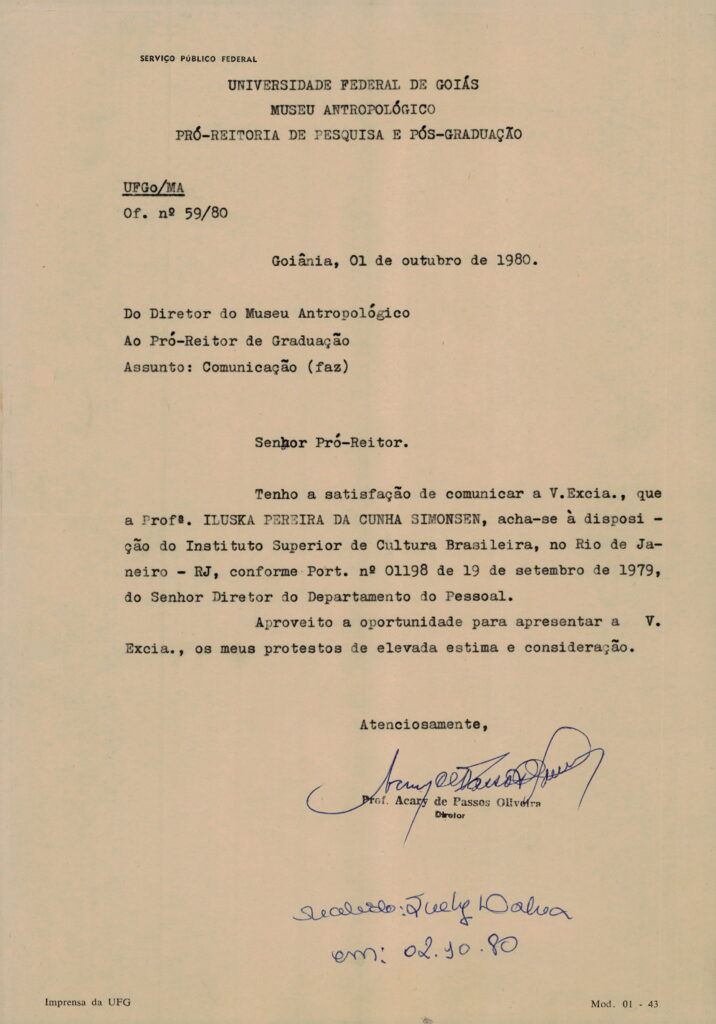 SERVIÇO PÚBLICO FEDERAL
UNIVERSIDADE FEDERAL DE GOIÁS
MUSEU ANTROPOLÓGICO
PRÓ-REITORIA DE PESQUISA E PÓS-GRADUAÇÃO
UFGo/MA
Of. nº 59/80
Goiânia, 01 de outubro de 1980.
Do Diretor do Museu Antropológico
Ao Pró-Reitor de Graduação
Assunto: Comunicação (faz)
Senhor Pró-Reitor.
Tenho a satisfação de comunicar a V.Excia., que
a Profª. ILUSKA PEREIRA DA CUNHA SIMONSEN, acha-se à disposi -
ção do Instituto Superior de Cultura Brasileira, no Rio de Ja-
neiro - RJ, conforme Port. nº 01198 de 19 de setembro de 1979,
do Senhor Diretor do Departamento do Pessoal.
Aproveito a oportunidade para apresentar a V.
Excia., os meus protestos de elevada estima e consideração.
Atenciosamente,
Prof. Acary de Passos Oliveira
Diretor
em: 02.10.80
Imprensa da UFG
Mod. 01 - 43